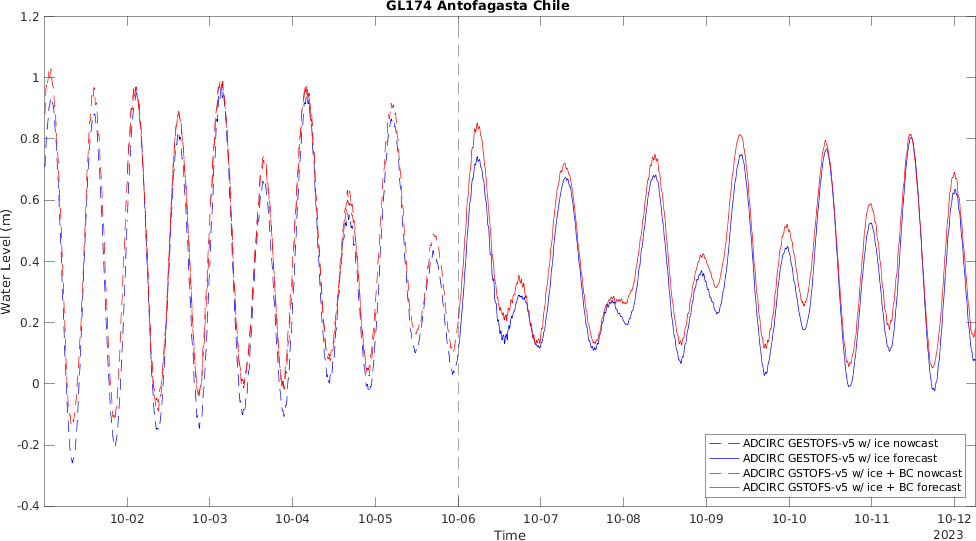 GL174 Antofagasta Chile
1.2
1
0.8
0.6
0.4
0.2
0
-0.2
-0.4
Water Level (m)
ADCIRC GESTOFS-v5 w/ ice nowcast
ADCIRC GESTOFS-v5 w/ ice forecast
ADCIRC GSTOFS-v5 w/ ice + BC nowcast
ADCIRC GSTOFS-v5 w/ ice + BC forecast
10-02 10-03 10-04 10-05 10-06 10-07 10-08 10-09 10-10 10-11 10-12
Time
2023